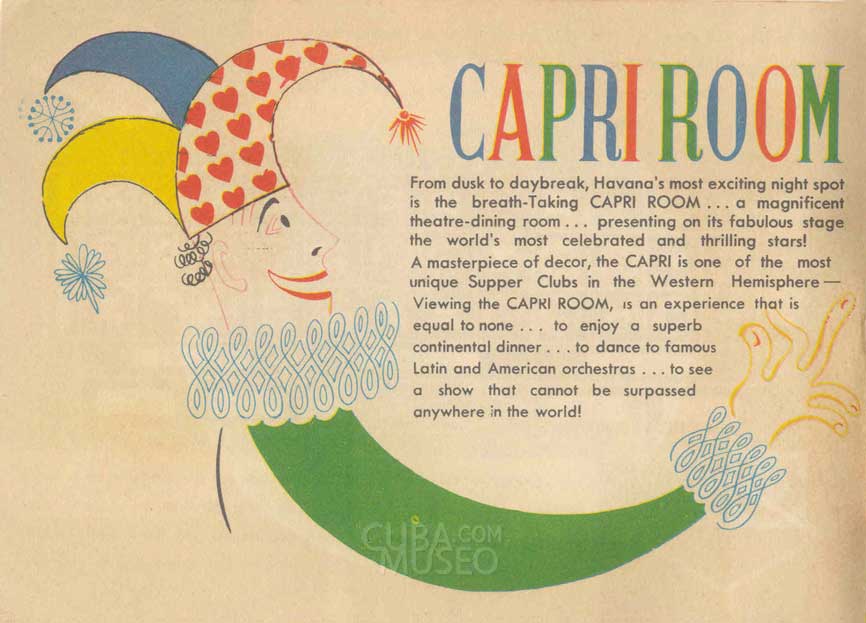 CAPRI ROOM
From dusk to daybreak, Havana's most exciting night spot
is the breath-Taking CAPRI ROOM . . . a magnificent
theatre-dining room . . . presenting on its fabulous stage
the world's most celebrated and thrilling stars!
A masterpiece of decor, the CAPRI is one of the most
unique Supper Clubs in the Western Hemisphere —
Viewing the CAPRI ROOM, is an experience that is
equal to none . . . to enjoy a superb
continental dinner . . . to dance to famous
Latin and American orchestras . . . to see
a show that cannot be surpassed
anywhere in the world!
CUBA.COM
MUSEO